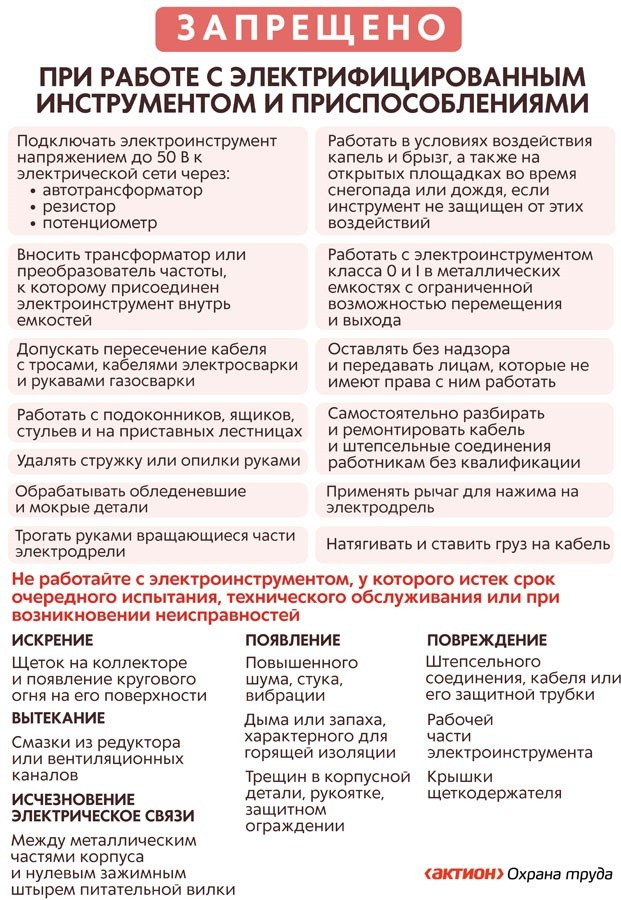 ЗАПРЕЩЕНО
ПРИ РАБОТЕ С ЭЛЕКТРИФИЦИРОВАННЫМ
ИНСТРУМЕНТОМ И ПРИСПОСОБЛЕНИЯМИ
Подключать электроинструмент
напряжением до 50 В к
электрической сети через:
• автотрансформатор
• резистор
• потенциометр
Работать в условиях воздействия
капель и брызг, а также на
открытых площадках во время
снегопада или дождя, если
инструмент не защищен от этих
воздействий
Вносить трансформатор или
преобразователь частоты,
к которому присоединен
электроинструмент внутрь
емкостей
Работать с электроинструментом
класса 0 и I в металлических
емкостях с ограниченной
возможностью перемещения
и выхода
Допускать пересечение кабеля
с тросами, кабелями электросварки
и рукавами газосварки
Оставлять без надзора
и передавать лицам, которые не
имеют права с ним работать
Работать с подоконников, ящиков,
стульев и на приставных лестницах
Самостоятельно разбирать
и ремонтировать кабель
и штепсельные соединения
работникам без квалификации
Удалять стружку или опилки руками
Обрабатывать обледеневшие
и мокрые детали
Применять рычаг для нажима на
электродрель
Трогать руками вращающиеся части
электродрели
Натягивать и ставить груз на кабель
Не работайте с электроинструментом, у которого истек срок
очередного испытания, технического обслуживания или при
возникновении неисправностей
ИСКРЕНИЕ
Щеток на коллекторе
и появление кругового
огня на его поверхности
ВЫТЕКАНИЕ
Смазки из редуктора
или вентиляционных
каналов
ИСЧЕЗНОВЕНИЕ
ЭЛЕКТРИЧЕСКОЕ СВЯЗИ
Между металлическим
частями корпуса
и нулевым зажимным
штырем питательной вилки
ПОЯВЛЕНИЕ
Повышенного
шума, стука,
вибрации
Дыма или запаха,
характерного для
горящей изоляции
Трещин в корпусной
детали, рукоятке,
защитном
ограждении
ПОВРЕЖДЕНИЕ
Штепсельного
соединения, кабеля или
его защитной трубки
Рабочей
части
электроинструмента
Крышки
щеткодержателя
‹актион› Охрана труда